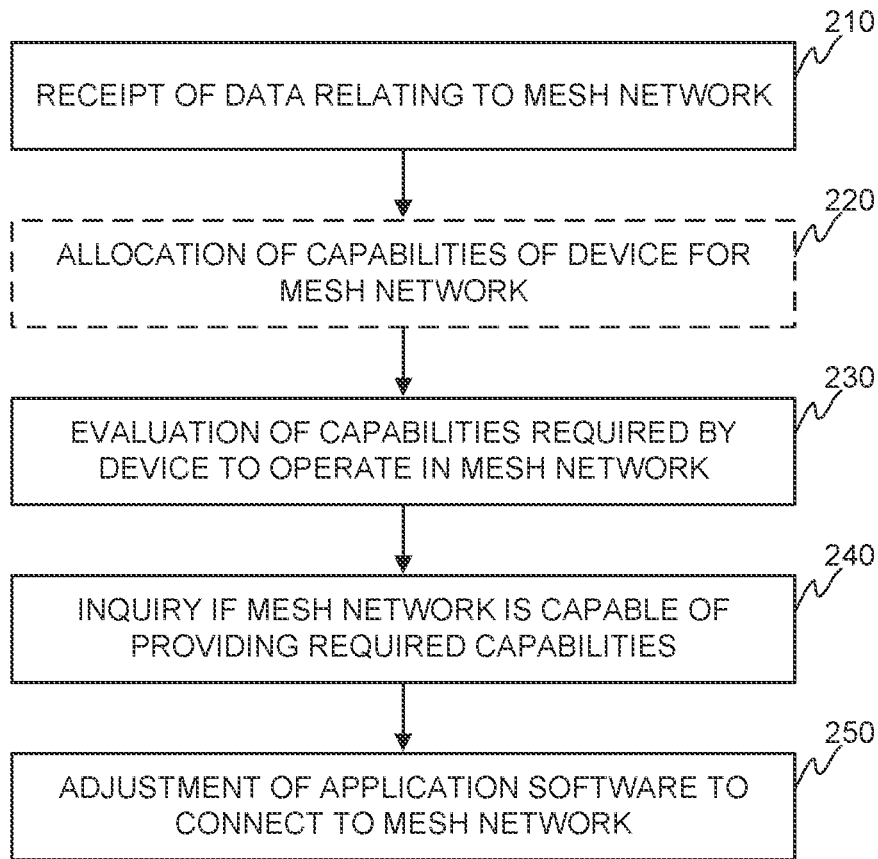 210
RECEIPT OF DATA RELATING TO MESH NETWORK
220
ALLOCATION OF CAPABILITIES OF DEVICE FOR
MESH NETWORK
230
EVALUATION OF CAPABILITIES REQUIRED BY
DEVICE TO OPERATE IN MESH NETWORK
240
INQUIRY IF MESH NETWORK IS CAPABLE OF
PROVIDING REQUIRED CAPABILITIES
250
ADJUSTMENT OF APPLICATION SOFTWARE TO
CONNECT TO MESH NETWORK